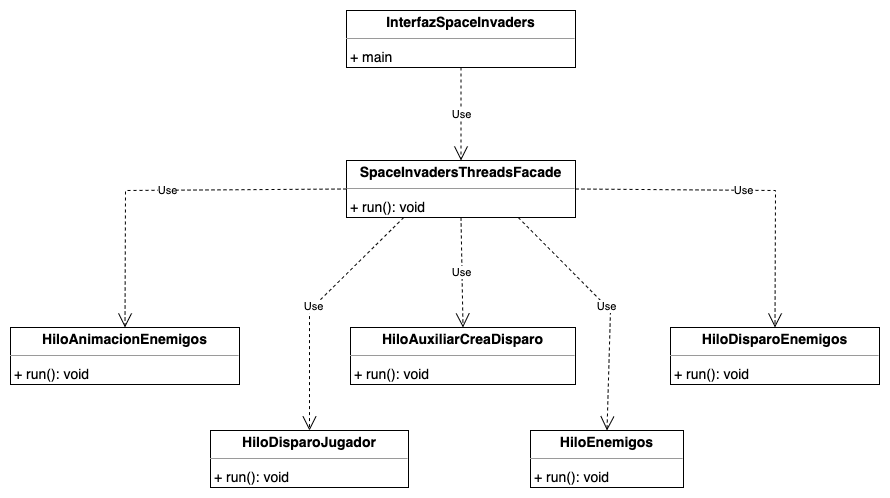 InterfazSpaceInvaders
+ main
Use
SpaceInvadersThreadsFacade
+ run(): void
Use
Use
Use
Use
Use
HiloAnimacionEnemigos
+ run(): void
HiloAuxiliarCreaDisparo
+ run(): void
HiloDisparoEnemigos
+ run(): void
HiloDisparoJugador
+ run(): void
HiloEnemigos
+ run(): void